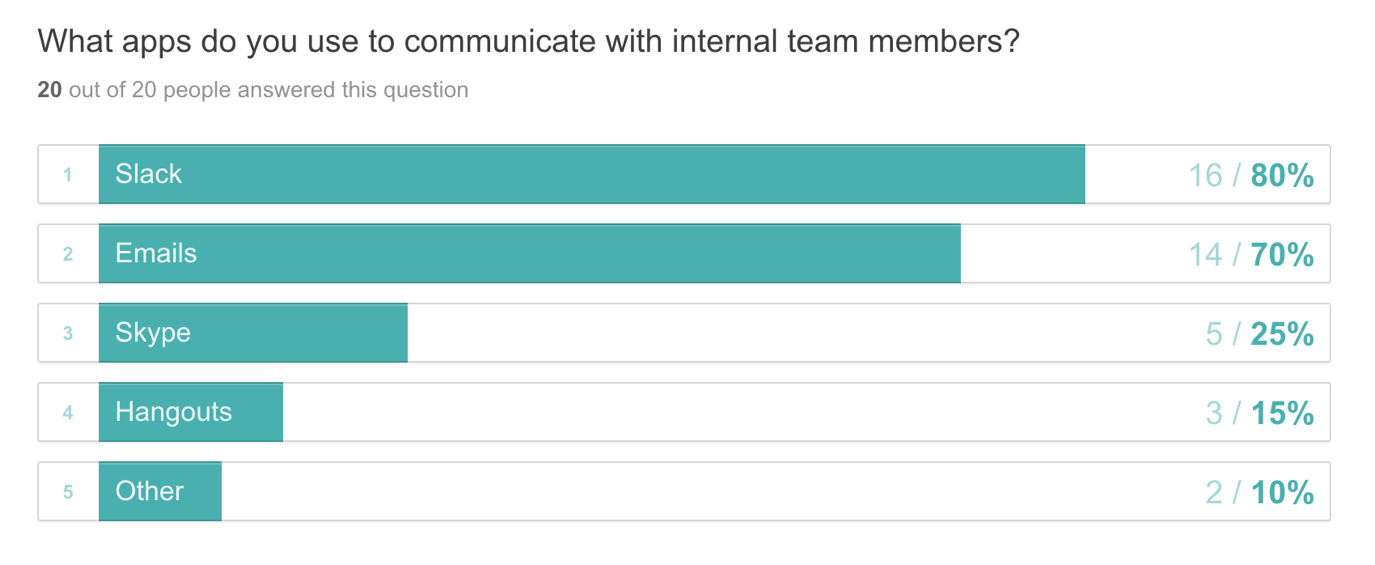 What apps do you use to communicate with internal team members?
20 out of 20 people answered this question
1 Slack 16 / 80%
2 Emails 14 / 70%
3 Skype 5 / 25%
4 Hangouts 3 / 15%
5 Other 2 / 10%